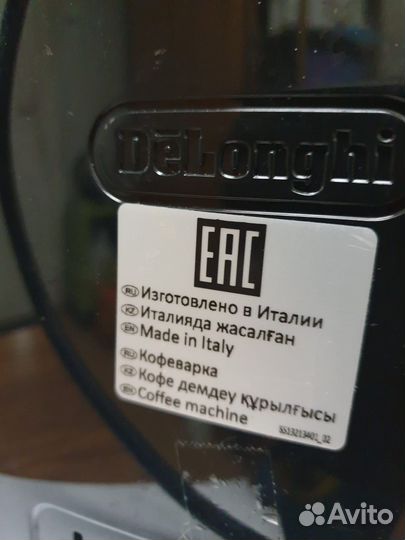 DeLonghi
EAC
RU Изготовлено в Италии
KZ Италияда жасалған
EN Made in Italy
RU Кофеварка
KZ Кофе демдеу құрылғысы
EN Coffee machine
5513213401_02
Avito